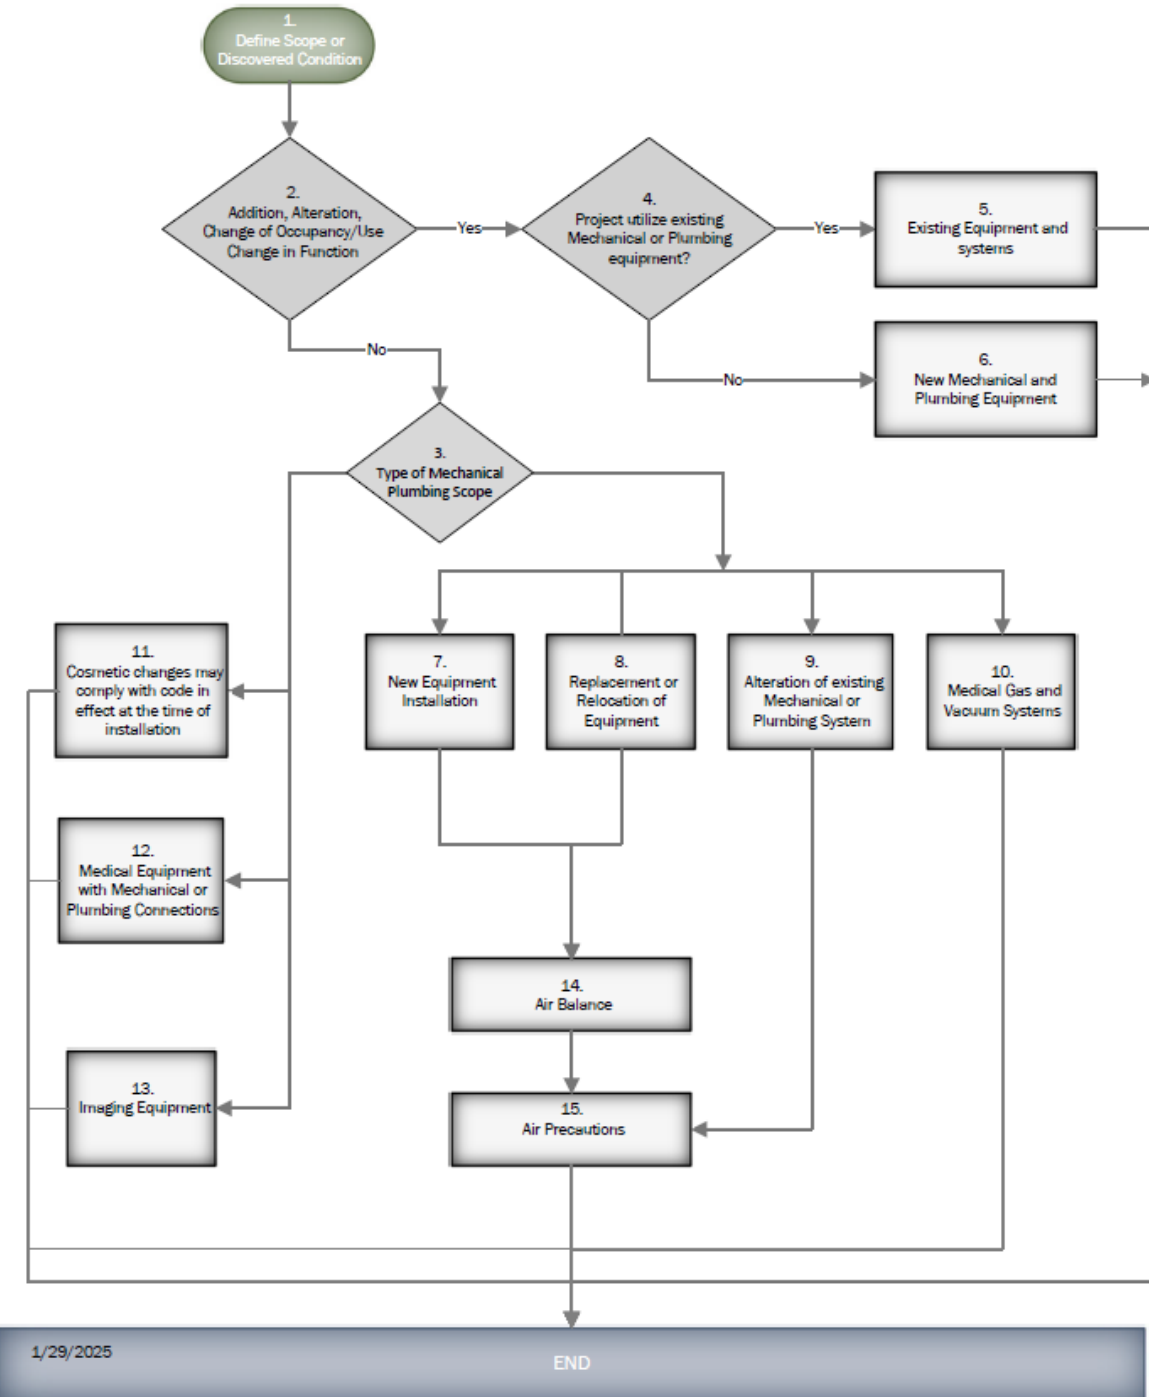 1.
Define Scope or
Discovered Condition
2.
Addition, Alteration,
Change of Occupancy/Use
Change in Function
Yes
4.
Project utilize existing
Mechanical or Plumbing
equipment?
Yes
5.
Existing Equipment and
systems
No
No
6.
New Mechanical and
Plumbing Equipment
3.
Type of Mechanical
Plumbing Scope
11.
Cosmetic changes may
comply with code in
effect at the time of
installation
7.
New Equipment
Installation
8.
Replacement or
Relocation of
Equipment
9.
Alteration of existing
Mechanical or
Plumbing System
10.
Medical Gas and
Vacuum Systems
12.
Medical Equipment
with Mechanical or
Plumbing Connections
14.
Air Balance
13.
Imaging Equipment
15.
Air Precautions
1/29/2025
END